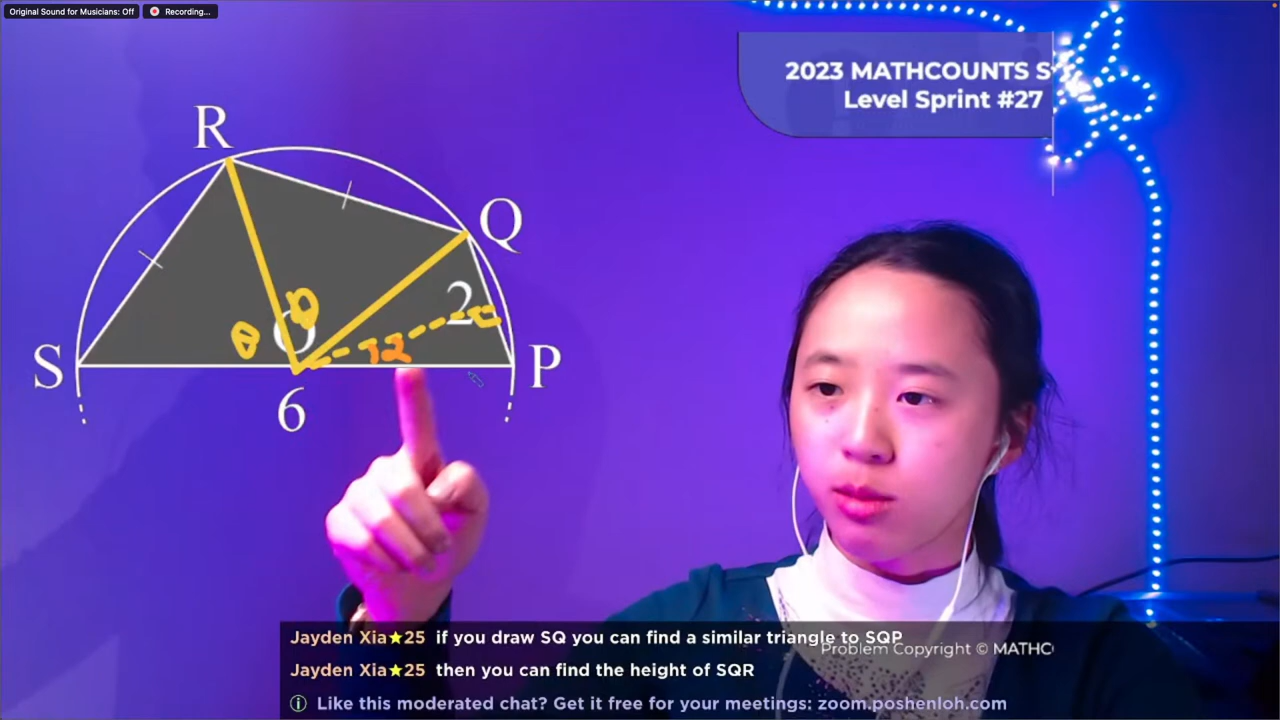 Original Sound for Musicians: Off
Recording...
2023 MATHCOUNTS S
Level Sprint #27
R
Q
2
O
θ
θ
12
S
P
6
Jayden Xia★25 if you draw SQ you can find a similar triangle to SQP
Problem Copyright © MATHC
Jayden Xia★25 then you can find the height of SQR
Like this moderated chat? Get it free for your meetings: zoom.poshenloh.com